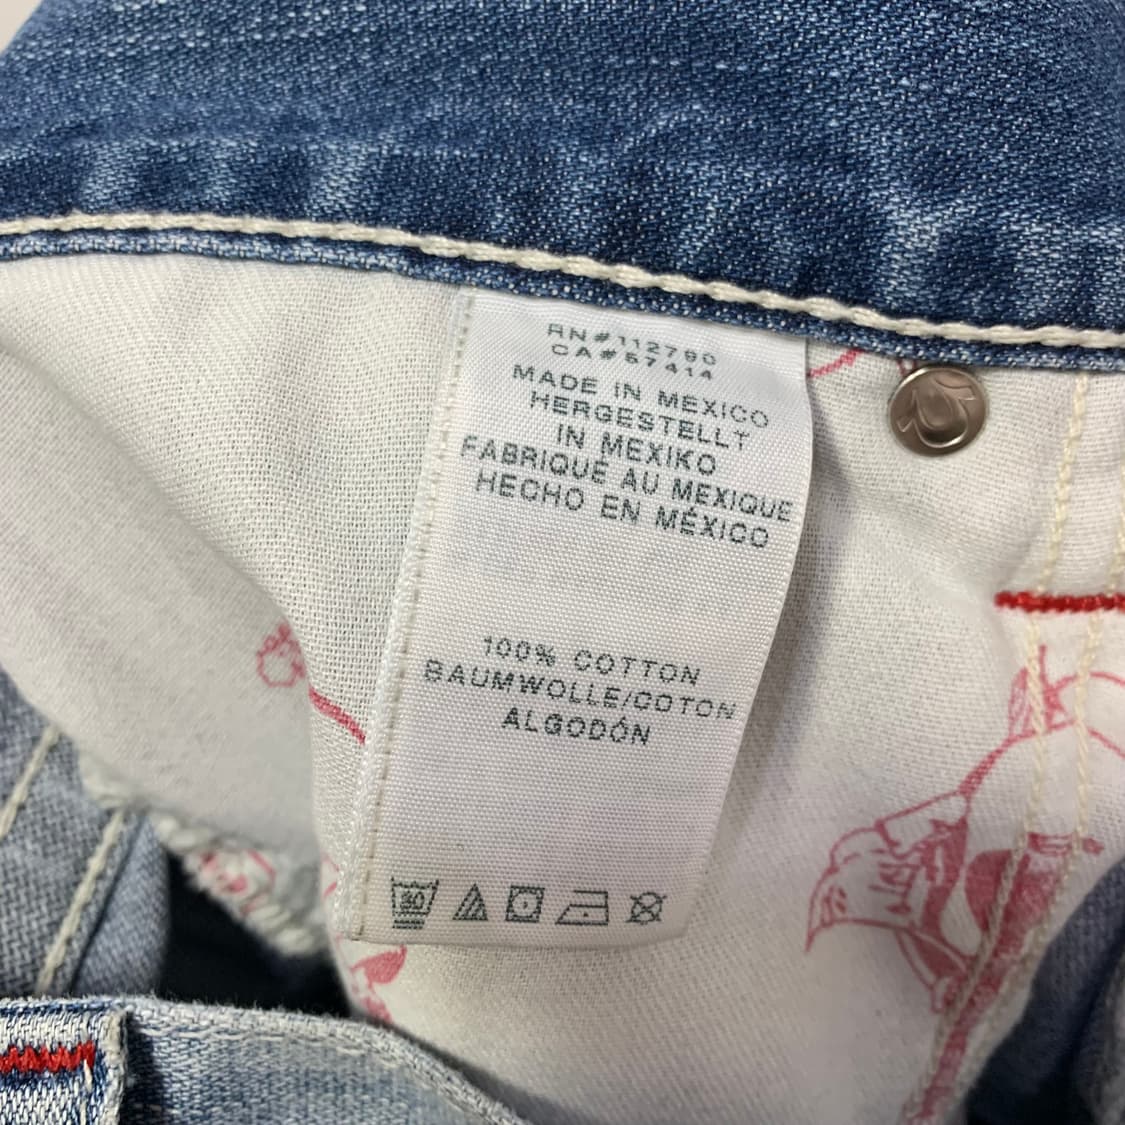 RN#112790
CA#57414
MADE IN MEXICO
HERGESTELLT
IN MEXIKO
FABRIQUÉ AU MEXIQUE
HECHO EN MÉXICO
100% COTTON
BAUMWOLLE/COTON
ALGODÓN
30